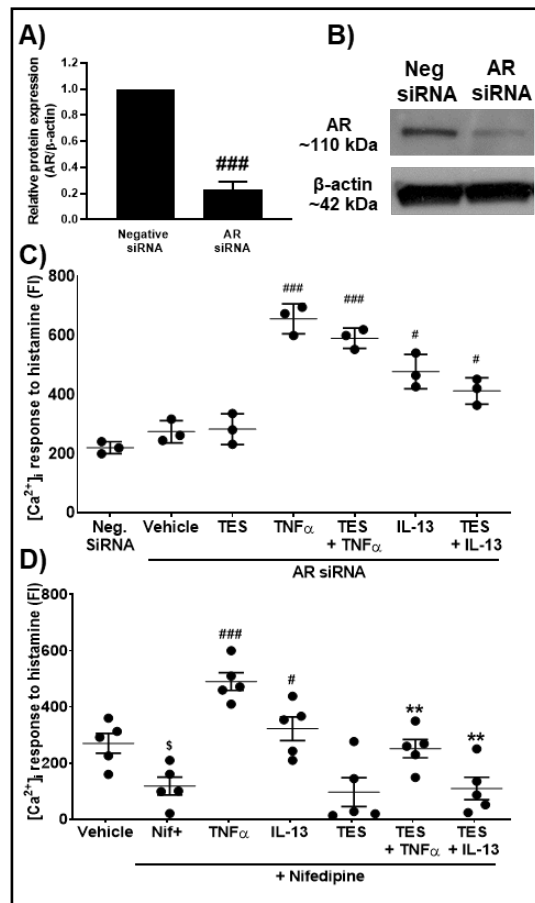 A)
Relative protein expression
(AR/β-actin)
1.2
1.0
0.8
0.6
0.4
0.2
0.0
###
Negative
siRNA
AR
siRNA
B)
Neg
siRNA
AR
siRNA
AR
~110 kDa
β-actin
~42 kDa
C)
[Ca²⁺]ᵢ response to histamine (FI)
800
600
400
200
0
###
###
#
#
Neg.
SiRNA
Vehicle
TES
TNFα
TES
+ TNFα
IL-13
TES
+ IL-13
AR siRNA
D)
[Ca²⁺]ᵢ response to histamine (FI)
800
600
400
200
0
$
###
#
**
**
Vehicle
Nif+
TNFα
IL-13
TES
TES
+ TNFα
TES
+ IL-13
+ Nifedipine